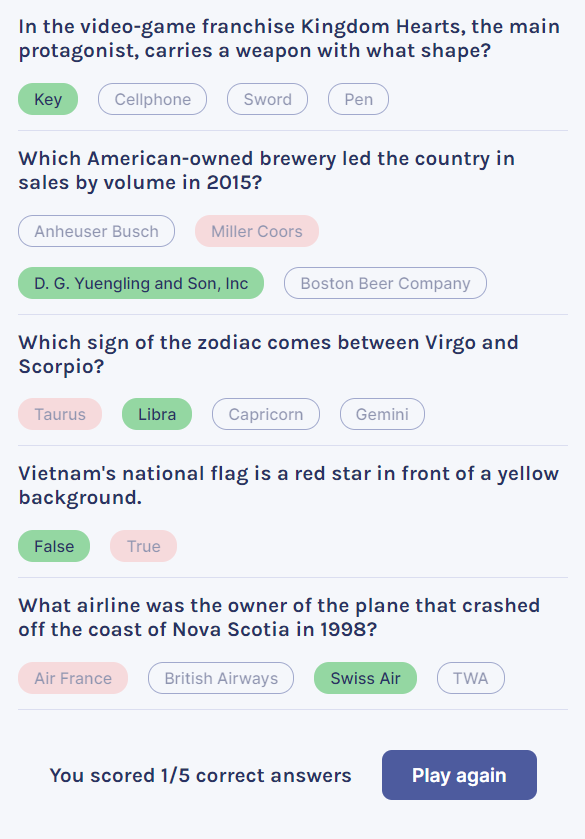 In the video-game franchise Kingdom Hearts, the main
protagonist, carries a weapon with what shape?
Key Cellphone Sword Pen
Which American-owned brewery led the country in
sales by volume in 2015?
Anheuser Busch Miller Coors
D. G. Yuengling and Son, Inc Boston Beer Company
Which sign of the zodiac comes between Virgo and
Scorpio?
Taurus Libra Capricorn Gemini
Vietnam's national flag is a red star in front of a yellow
background.
False True
What airline was the owner of the plane that crashed
off the coast of Nova Scotia in 1998?
Air France British Airways Swiss Air TWA
You scored 1/5 correct answers Play again